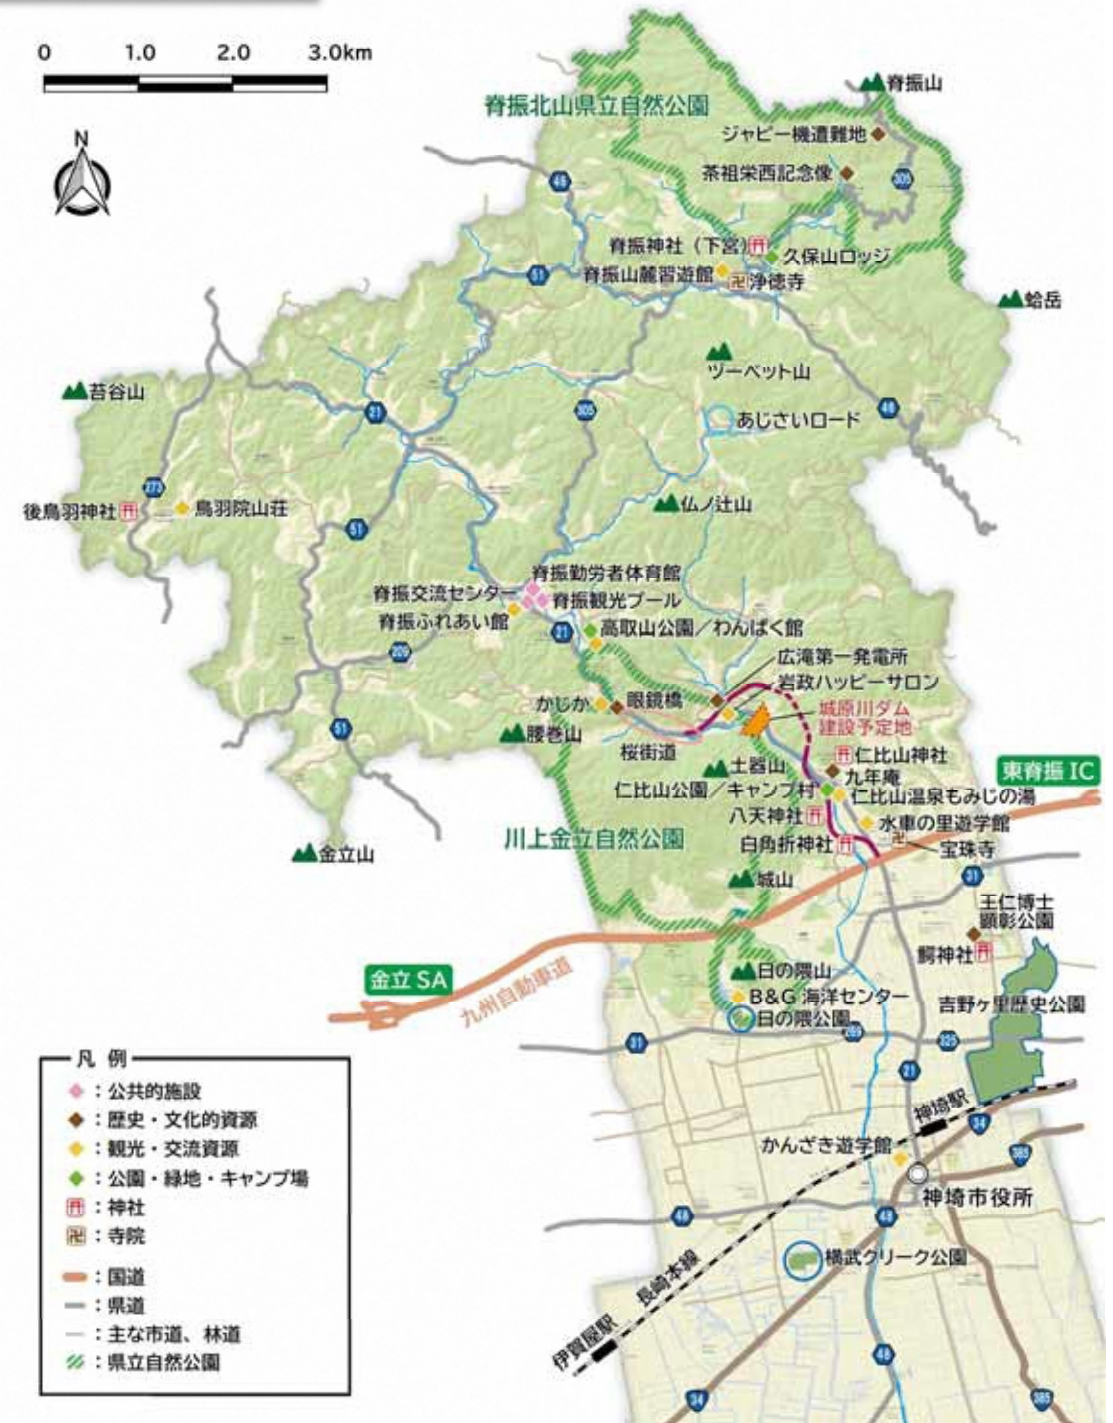 0 1.0 2.0 3.0km
N
脊振北山県立自然公園
脊振山
ジャピー機遭難地
茶祖栄西記念像
305
46
脊振神社（下宮）
久保山ロッジ
51
脊振山麓習遊館
浄徳寺
蛤岳
ツーベット山
苔谷山
21
305
46
あじさいロード
273
後鳥羽神社
鳥羽院山荘
仏ノ辻山
51
脊振勤労者体育館
脊振交流センター
脊振観光プール
脊振ふれあい館
21
高取山公園／わんぱく館
209
広滝第一発電所
岩政ハッピーサロン
かじか
眼鏡橋
城原川ダム
建設予定地
51
腰巻山
桜街道
仁比山神社
土器山
九年庵
東脊振 IC
仁比山公園／キャンプ村
仁比山温泉もみじの湯
八天神社
水車の里遊学館
川上金立自然公園
白角折神社
宝珠寺
金立山
城山
31
王仁博士
顕彰公園
鰐神社
金立 SA
九州自動車道
日の隈山
B&G 海洋センター
吉野ヶ里歴史公園
日の隈公園
31
325
21
神埼駅
34
385
かんざき遊学館
神埼市役所
48
48
横武クリーク公園
長崎本線
伊賀屋駅
48
34
385
凡 例
：公共的施設
：歴史・文化的資源
：観光・交流資源
：公園・緑地・キャンプ場
：神社
：寺院
：国道
：県道
：主な市道、林道
：県立自然公園